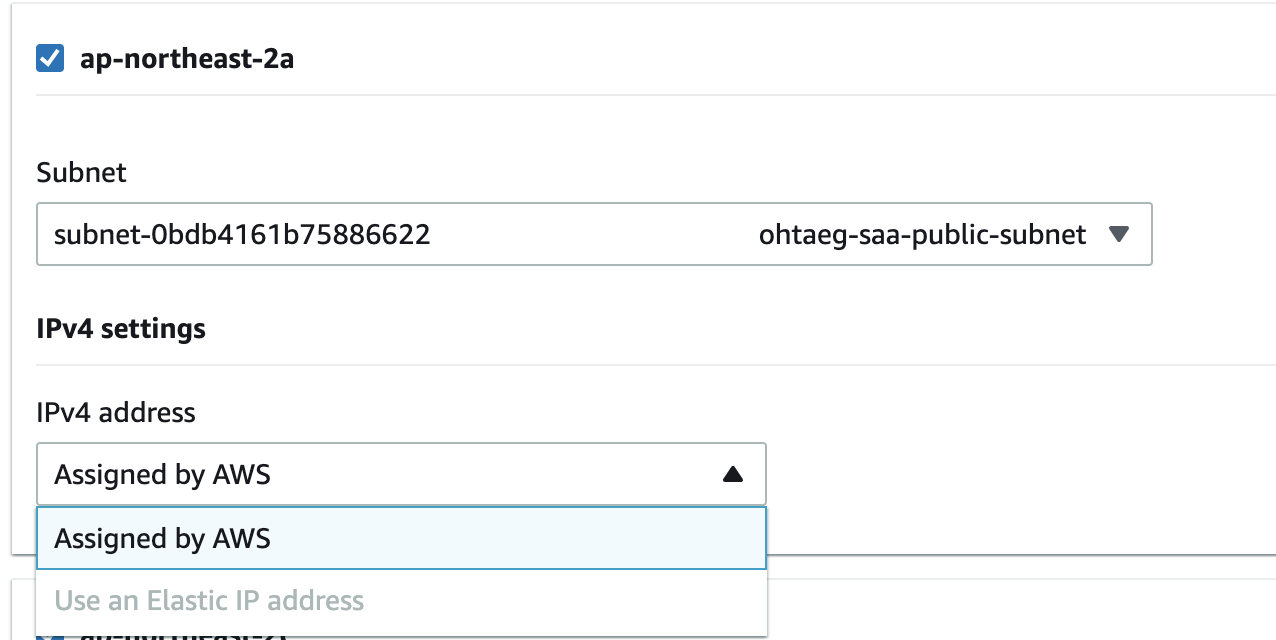 ap-northeast-2a
Subnet
subnet-0bdb4161b75886622 ohtaeg-saa-public-subnet
IPv4 settings
IPv4 address
Assigned by AWS
Assigned by AWS
Use an Elastic IP address